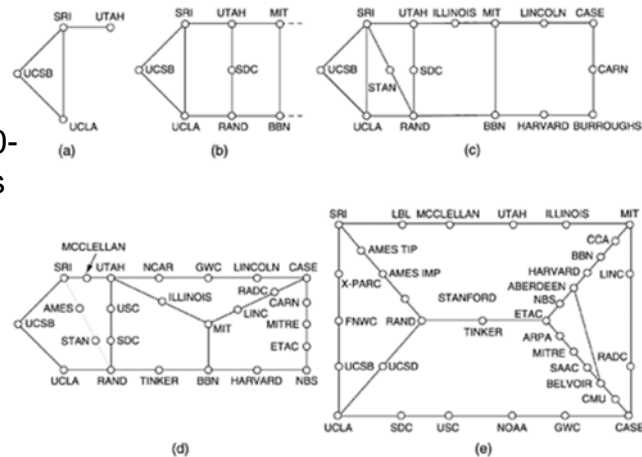 SRI UTAH
UCSB
UCLA
(a)
SRI UTAH MIT
UCSB SDC
UCLA RAND BBN
(b)
SRI UTAH ILLINOIS MIT LINCOLN CASE
UCSB STAN SDC CARN
UCLA RAND BBN HARVARD BURROUGHS
(c)
0-
s
MCCLELLAN
SRI UTAH NCAR GWC LINCOLN CASE
RADC
ILLINOIS CARN
AMES USC LINC
UCSB MIT MITRE
STAN SDC ETAC
UCLA RAND TINKER BBN HARVARD NBS
(d)
SRI LBL MCCLELLAN UTAH ILLINOIS MIT
CCA
AMES TIP BBN
AMES IMP HARVARD LINC
X-PARC ABERDEEN
STANFORD NBS
FNWC RAND ETAC
TINKER
ARPA
MITRE RADC
UCSB UCSD SAAC
BELVOIR
CMU
UCLA SDC USC NOAA GWC CASE
(e)